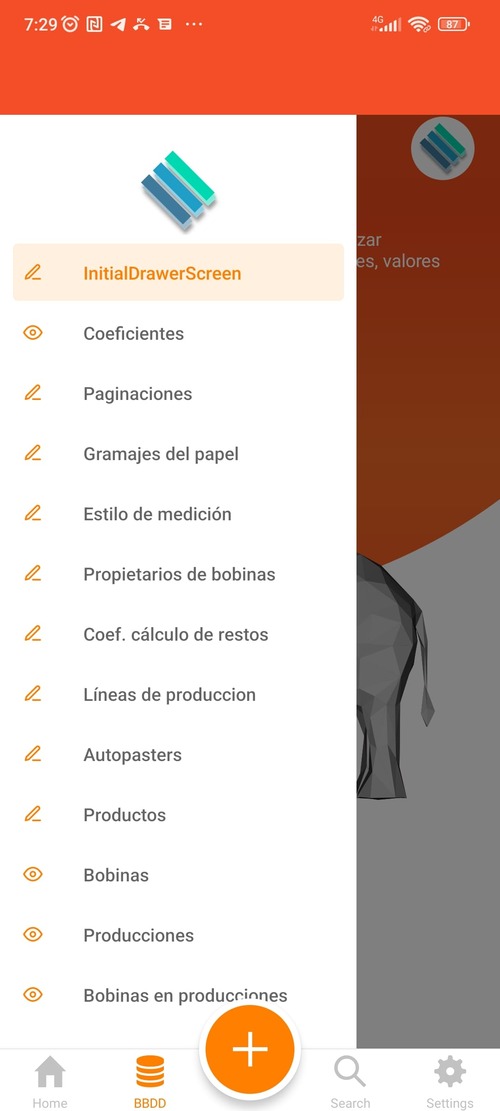 7:29
4G
87
zar
es, valores
InitialDrawerScreen
Coeficientes
Paginaciones
Gramajes del papel
Estilo de medición
Propietarios de bobinas
Coef. cálculo de restos
Líneas de produccion
Autopasters
Productos
Bobinas
Producciones
Bobinas en producciones
Home
BBDD
Search
Settings